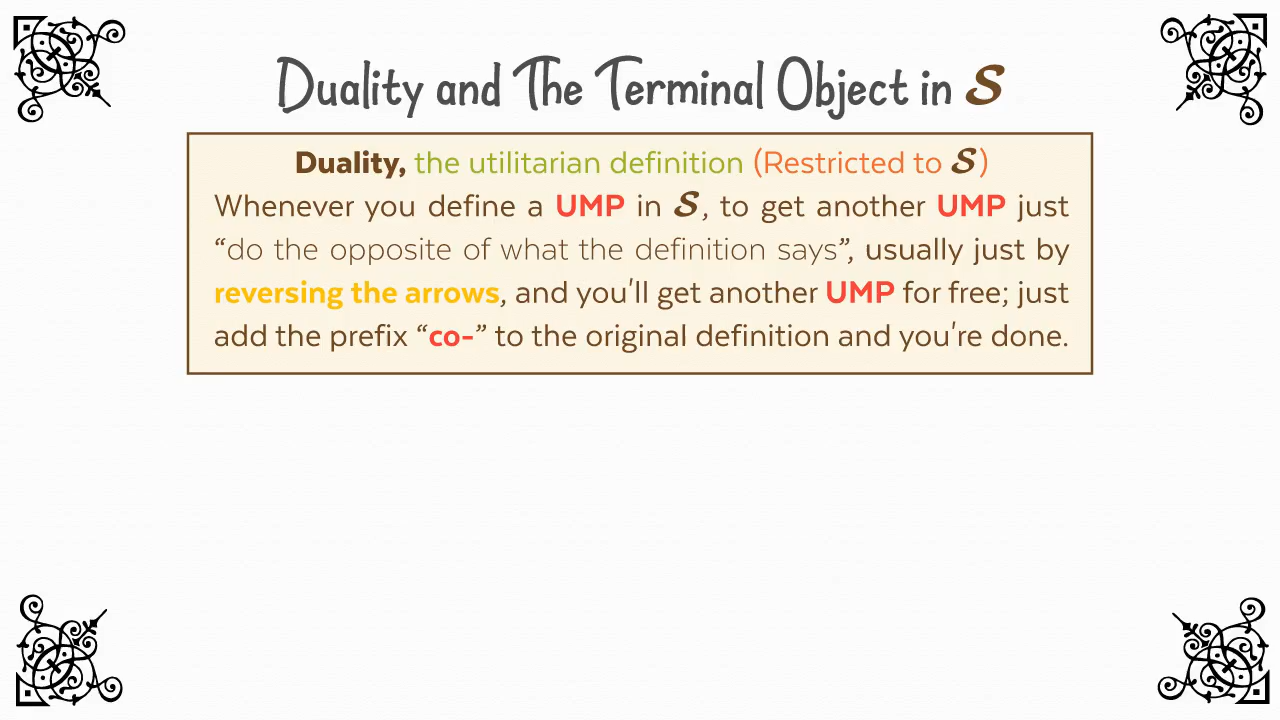 Duality and The Terminal Object in 𝓢
Duality, the utilitarian definition (Restricted to 𝓢)
Whenever you define a UMP in 𝓢, to get another UMP just
“do the opposite of what the definition says”, usually just by
reversing the arrows, and you'll get another UMP for free; just
add the prefix “co-” to the original definition and you're done.